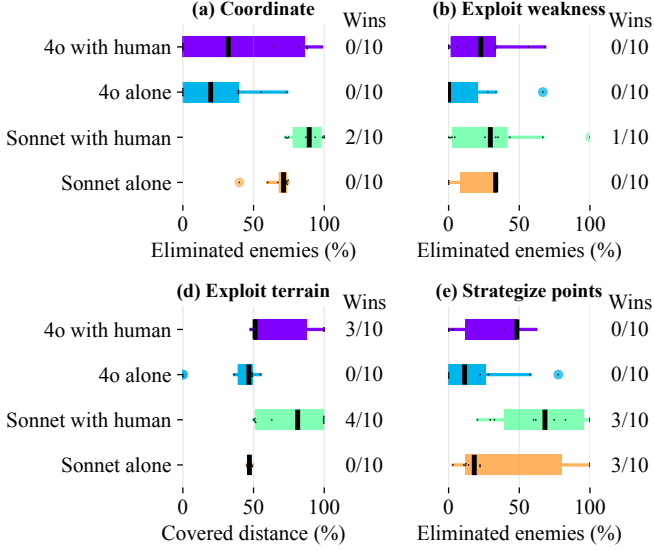 (a) Coordinate Wins (b) Exploit weakness Wins
4o with human 0/10 0/10
4o alone 0/10 0/10
Sonnet with human 2/10 1/10
Sonnet alone 0/10 0/10
0 50 100 0 50 100
Eliminated enemies (%) Eliminated enemies (%)
(d) Exploit terrain Wins (e) Strategize points Wins
4o with human 3/10 0/10
4o alone 0/10 0/10
Sonnet with human 4/10 3/10
Sonnet alone 0/10 3/10
0 50 100 0 50 100
Covered distance (%) Eliminated enemies (%)